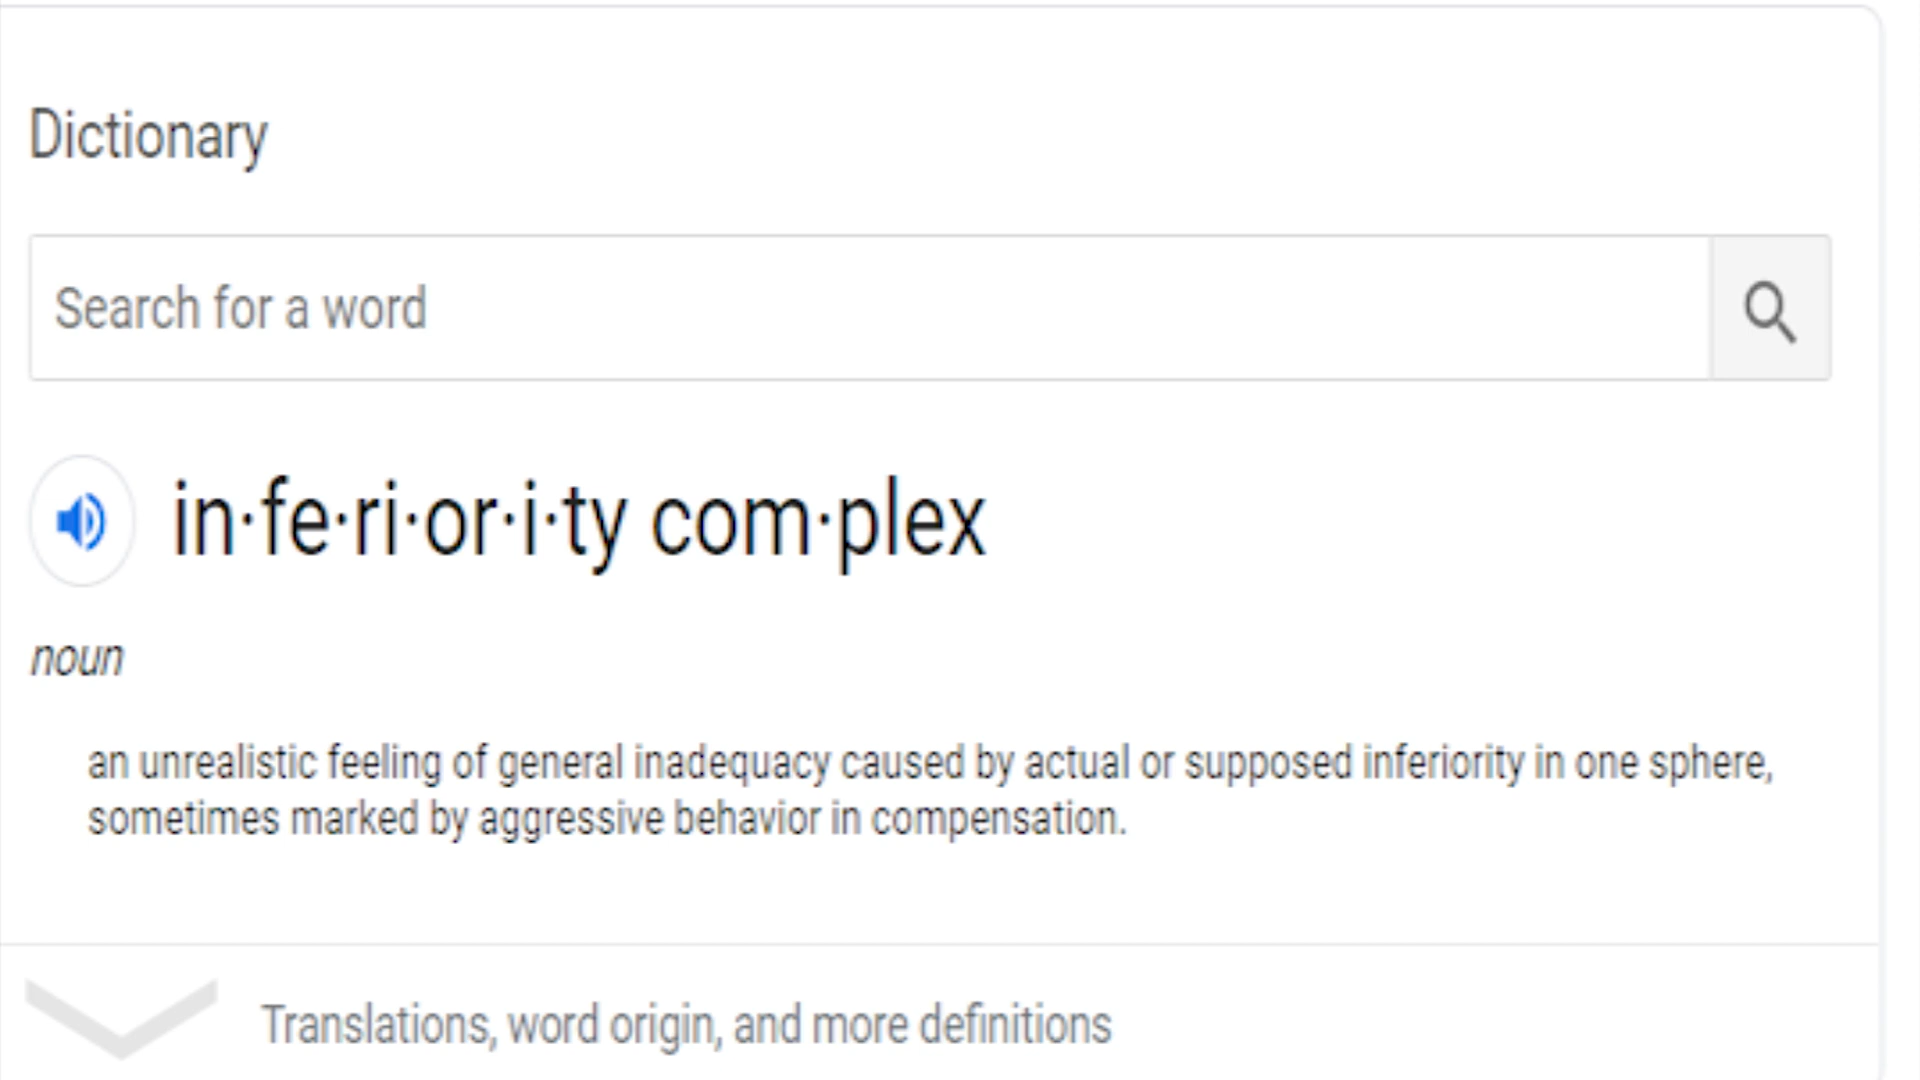 Dictionary
Search for a word
in·fe·ri·or·i·ty com·plex
noun
an unrealistic feeling of general inadequacy caused by actual or supposed inferiority in one sphere,
sometimes marked by aggressive behavior in compensation.
Translations, word origin, and more definitions